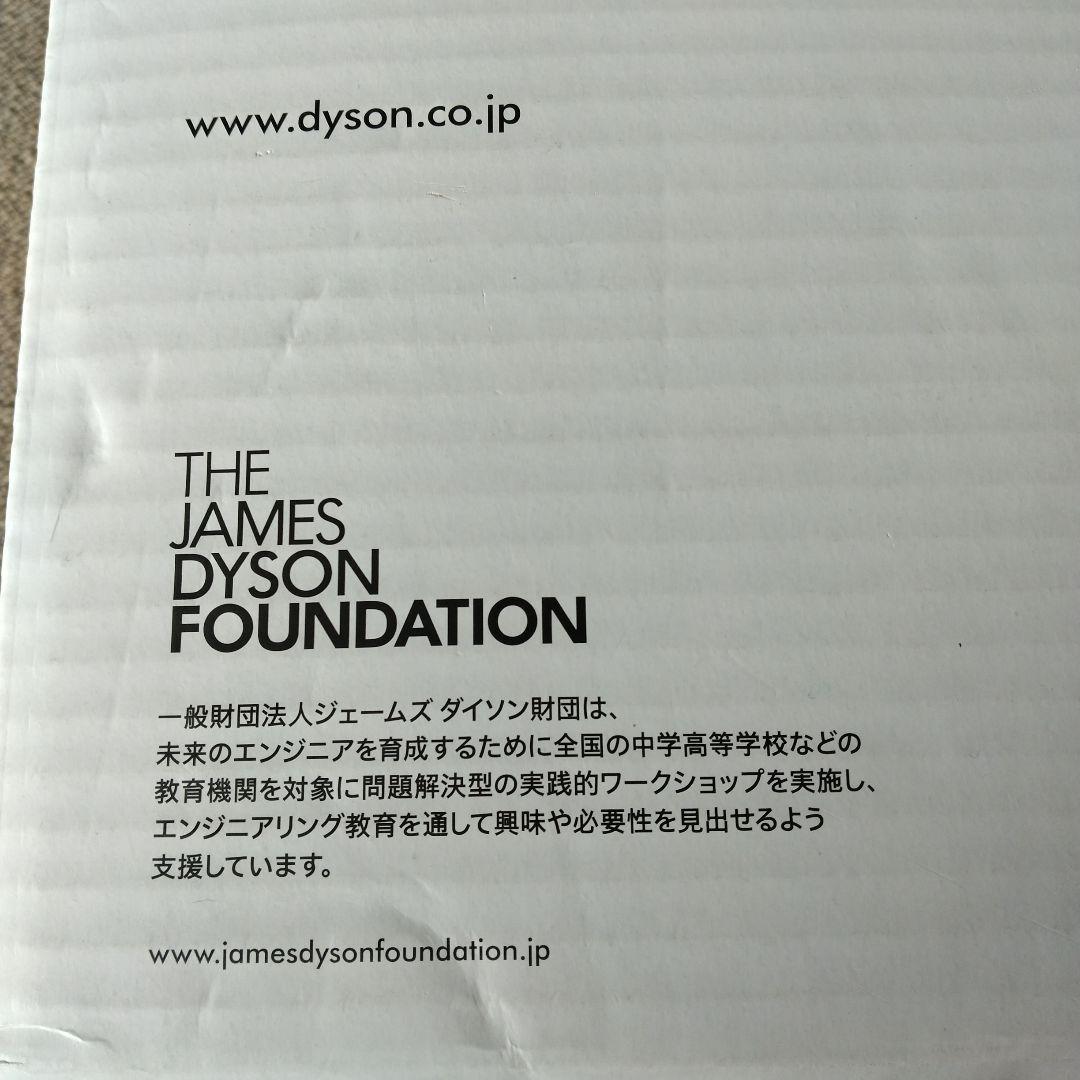 www.dyson.co.jp
THE
JAMES
DYSON
FOUNDATION
一般財団法人ジェームズ ダイソン財団は、
未来のエンジニアを育成するために全国の中学高等学校などの
教育機関を対象に問題解決型の実践的ワークショップを実施し、
エンジニアリング教育を通して興味や必要性を見出せるよう
支援しています。
www.jamesdysonfoundation.jp